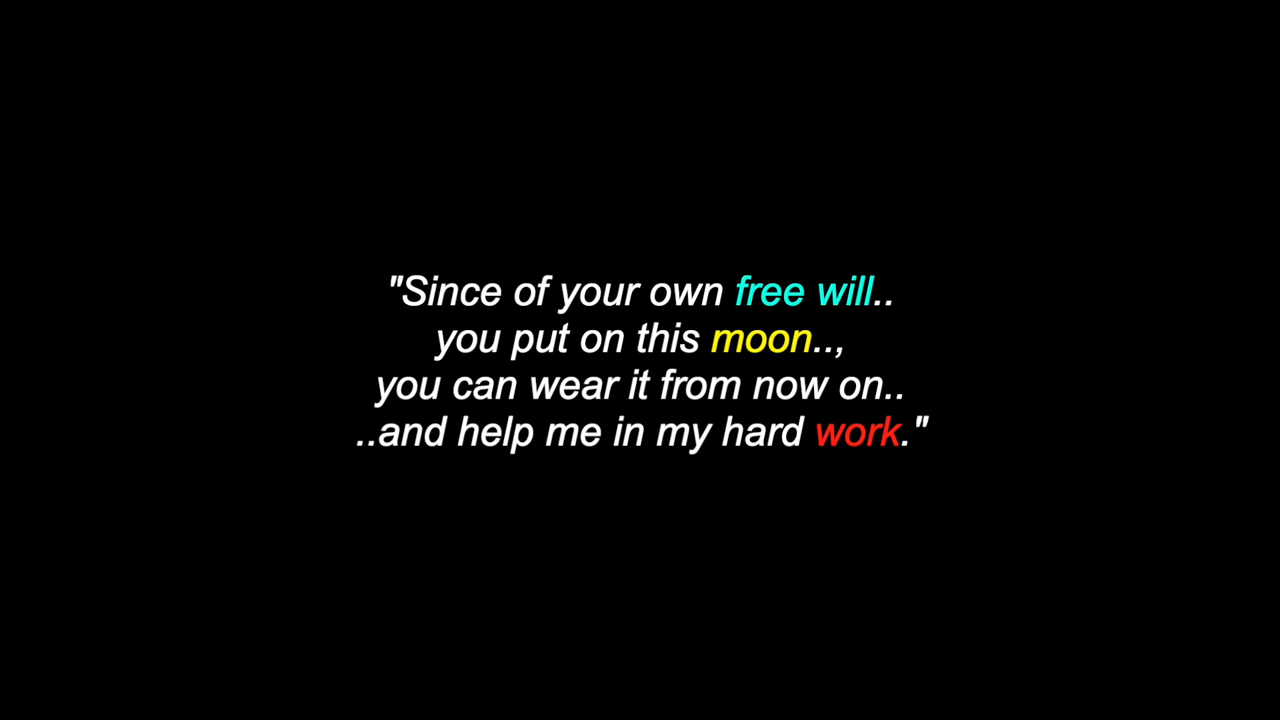 "Since of your own free will..
you put on this moon..,
you can wear it from now on..
..and help me in my hard work."